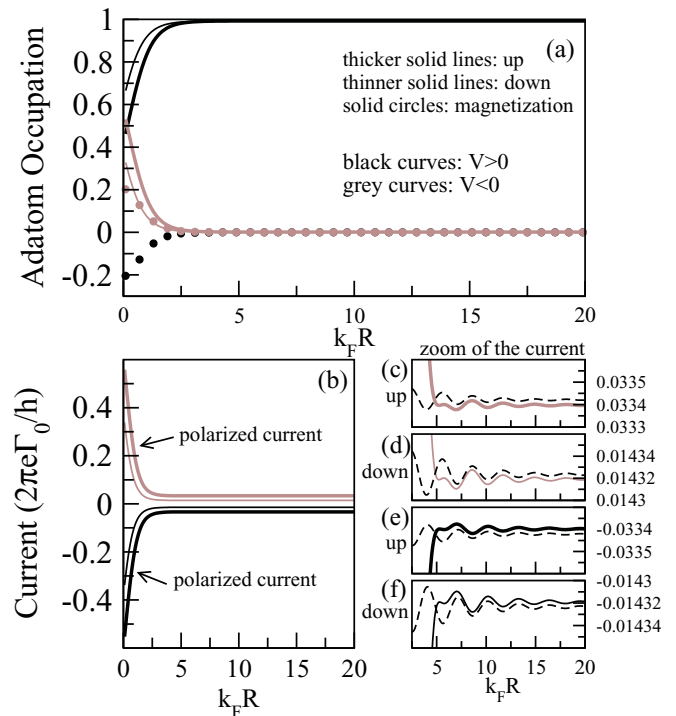 1
0.8
0.6
0.4
0.2
0
-0.2
Adatom Occupation
(a)
thicker solid lines: up
thinner solid lines: down
solid circles: magnetization
black curves: V>0
grey curves: V<0
0
5
10
15
20
k_F R
0.4
0.2
0
-0.2
-0.4
Current (2πeΓ₀/h)
(b)
polarized current
polarized current
0
5
10
15
20
k_F R
zoom of the current
(c)
up
0.0335
0.0334
0.0333
(d)
down
0.01434
0.01432
0.0143
(e)
up
-0.0334
-0.0335
(f)
down
-0.0143
-0.01432
-0.01434
5
10
15
20
k_F R